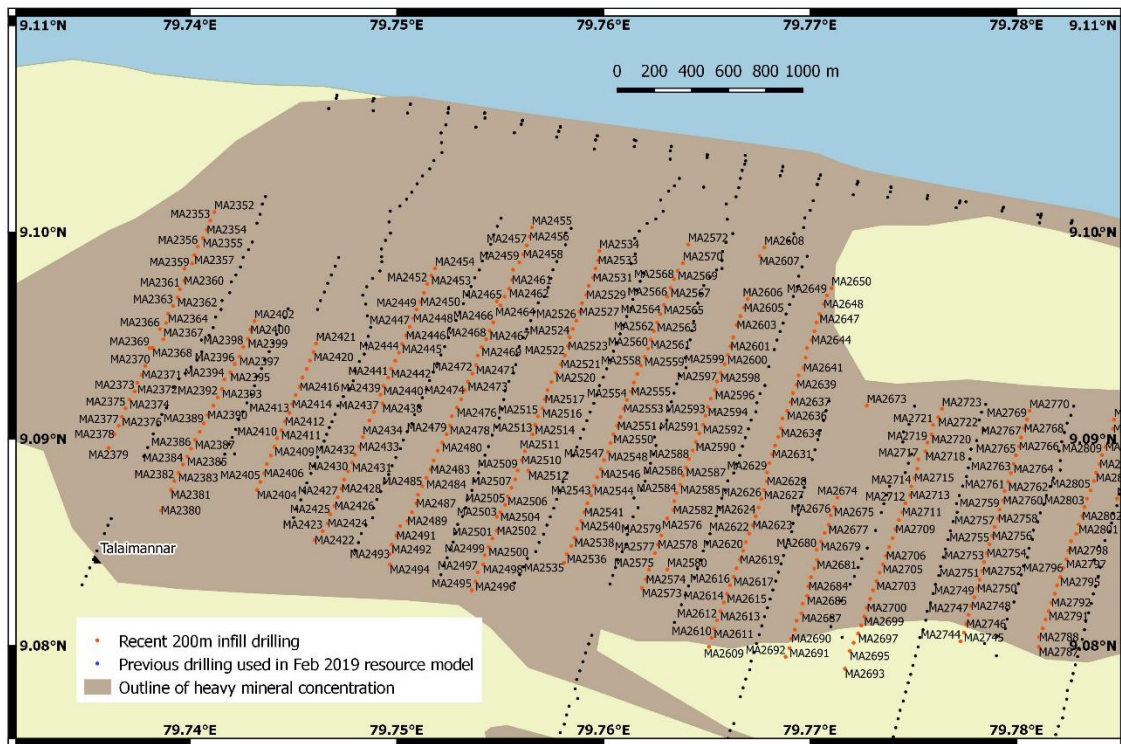 9.11°N 79.74°E 79.75°E 79.76°E 79.77°E 79.78°E 9.11°N
0 200 400 600 800 1000 m
MA2353 MA2352
MA2354
MA2356 MA2355
MA2359 MA2357
MA2361 MA2360
MA2363 MA2362
MA2366 MA2364
MA2367
MA2369 MA2368
MA2370
MA2371
MA2373 MA2372
MA2375 MA2374
MA2377 MA2376
MA2378
MA2379
MA2402
MA2400
MA2398 MA2399
MA2396 MA2397
MA2394 MA2395
MA2392 MA2393
MA2389 MA2390
MA2386 MA2387
MA2384 MA2385
MA2382 MA2383
MA2381
MA2380
MA2421
MA2420
MA2416
MA2413 MA2414
MA2412
MA2410 MA2411
MA2409
MA2405 MA2406
MA2404
MA2454
MA2452 MA2453
MA2449 MA2450
MA2447 MA2448
MA2446
MA2444 MA2445
MA2441 MA2442
MA2439 MA2440
MA2437 MA2438
MA2434
MA2432 MA2433
MA2430 MA2431
MA2427 MA2428
MA2425 MA2426
MA2423 MA2424
MA2422
MA2455
MA2457 MA2456
MA2459 MA2458
MA2461
MA2465 MA2462
MA2466 MA2464
MA2468 MA2467
MA2469
MA2472 MA2471
MA2474 MA2473
MA2476
MA2479 MA2478
MA2480
MA2483
MA2485 MA2484
MA2487
MA2489
MA2491
MA2493 MA2492
MA2494
MA2534
MA2533
MA2531
MA2529
MA2526 MA2527
MA2524
MA2522 MA2523
MA2521
MA2520
MA2517
MA2515 MA2516
MA2513 MA2514
MA2511
MA2509 MA2510
MA2507 MA2512
MA2505 MA2506
MA2503 MA2504
MA2501 MA2502
MA2499 MA2500
MA2497 MA2498
MA2495 MA2496
MA2572
MA2570
MA2568 MA2569
MA2566 MA2567
MA2564 MA2565
MA2562 MA2563
MA2560 MA2561
MA2558 MA2559
MA2554 MA2555
MA2553
MA2551
MA2550
MA2547 MA2548
MA2546
MA2543 MA2544
MA2541
MA2540
MA2538
MA2535 MA2536
MA2608
MA2607
MA2606
MA2605
MA2603
MA2601
MA2599 MA2600
MA2597 MA2598
MA2596
MA2593 MA2594
MA2591 MA2592
MA2590
MA2588
MA2586 MA2587
MA2584 MA2585
MA2582
MA2579 MA2576
MA2577 MA2578
MA2575 MA2580
MA2574
MA2573
MA2649 MA2650
MA2648
MA2647
MA2644
MA2641
MA2639
MA2637
MA2636
MA2634
MA2631
MA2629
MA2628
MA2626 MA2627
MA2624
MA2622 MA2623
MA2620
MA2619
MA2616 MA2617
MA2614 MA2615
MA2612 MA2613
MA2610 MA2611
MA2609
MA2673
MA2674
MA2676 MA2675
MA2677
MA2680 MA2679
MA2681
MA2684
MA2685
MA2687
MA2690
MA2692 MA2691
MA2723
MA2721 MA2722
MA2719 MA2720
MA2717 MA2718
MA2714 MA2715
MA2712 MA2713
MA2711
MA2709
MA2706
MA2705
MA2703
MA2700
MA2699
MA2697
MA2695
MA2693
MA2770
MA2769 MA2768
MA2767 MA2766
MA2765
MA2763 MA2764
MA2761 MA2762
MA2759 MA2760
MA2757 MA2758
MA2755 MA2756
MA2753 MA2754
MA2751 MA2752
MA2749 MA2750
MA2747 MA2748
MA2746
MA2744 MA2745
MA2809
MA2805
MA2803
MA2802
MA2801
MA2798
MA2796 MA2797
MA2795
MA2792
MA2791
MA2788
MA2787
9.10°N 9.10°N
9.09°N 9.09°N
Talaimannar
9.08°N 9.08°N
Recent 200m infill drilling
Previous drilling used in Feb 2019 resource model
Outline of heavy mineral concentration
79.74°E 79.75°E 79.76°E 79.77°E 79.78°E